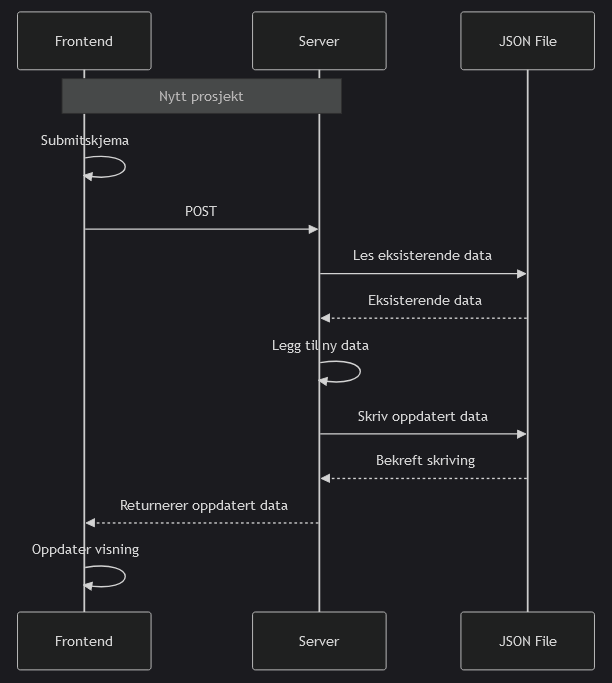 Frontend
Server
JSON File
Nytt prosjekt
Submitskjema
POST
Les eksisterende data
Eksisterende data
Legg til ny data
Skriv oppdatert data
Bekreft skriving
Returnerer oppdatert data
Oppdater visning
Frontend
Server
JSON File